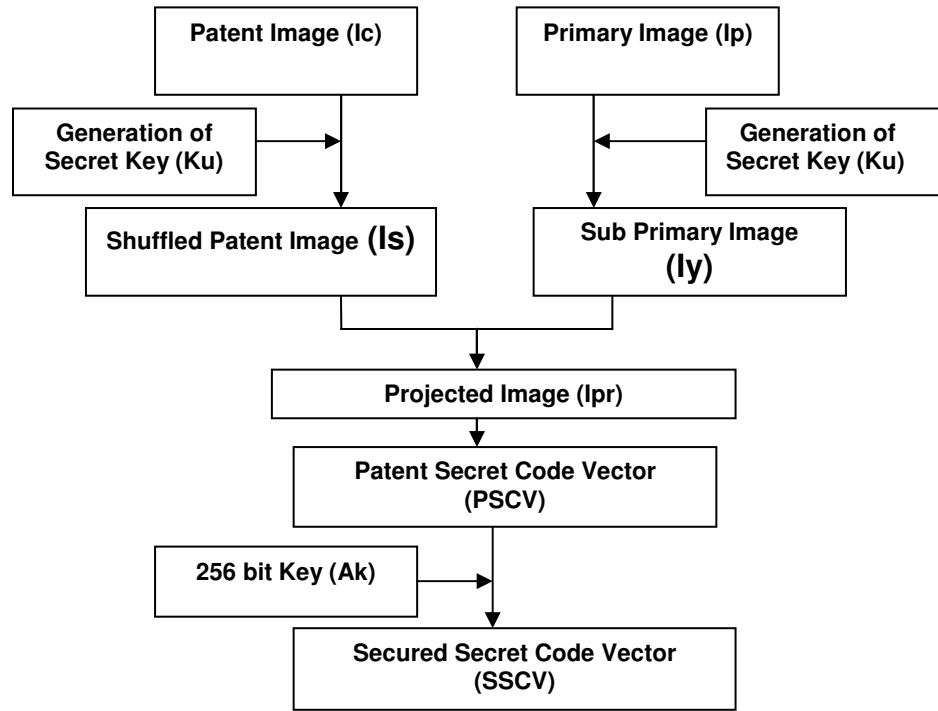 Patent Image (Ic)
Primary Image (Ip)
Generation of
Secret Key (Ku)
Generation of
Secret Key (Ku)
Shuffled Patent Image (Is)
Sub Primary Image
(Iy)
Projected Image (Ipr)
Patent Secret Code Vector
(PSCV)
256 bit Key (Ak)
Secured Secret Code Vector
(SSCV)